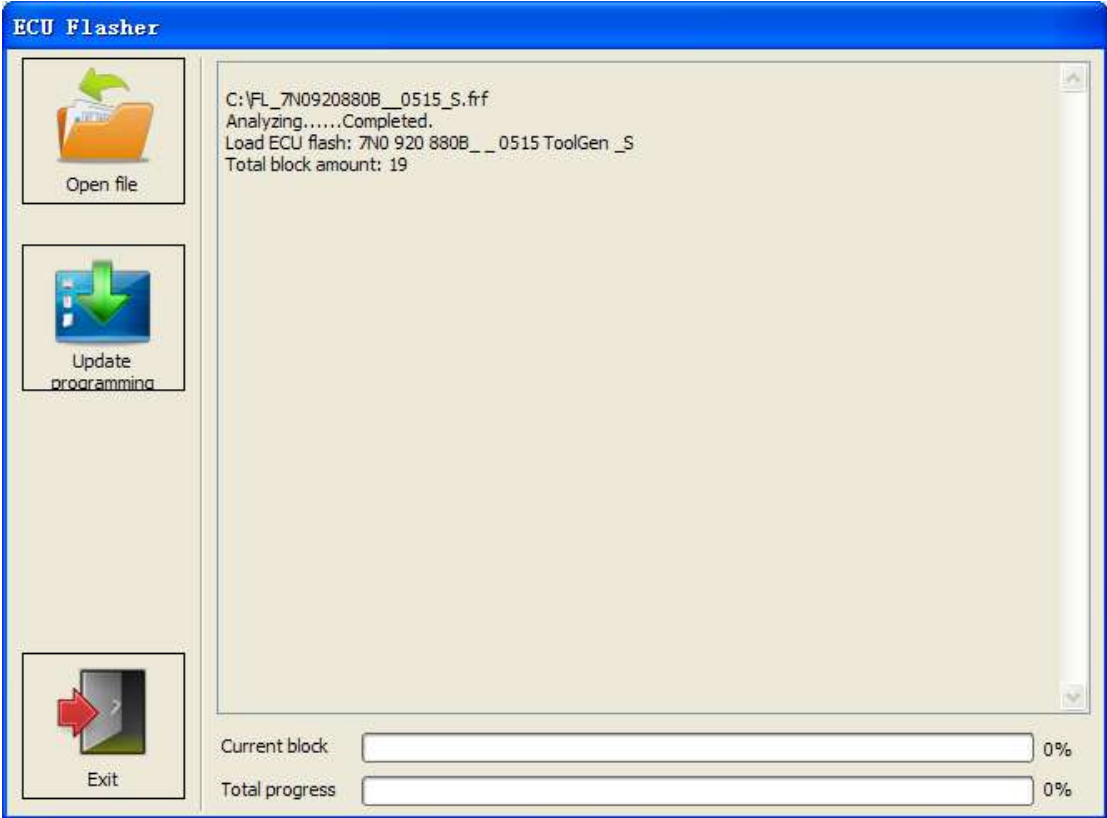 ECU Flasher
Open file
Update
programming
Exit
C:\FL_7N0920880B__0515_S.frf
Analyzing......Completed.
Load ECU flash: 7N0 920 880B_ _ 0515 ToolGen _S
Total block amount: 19
Current block 0%
Total progress 0%